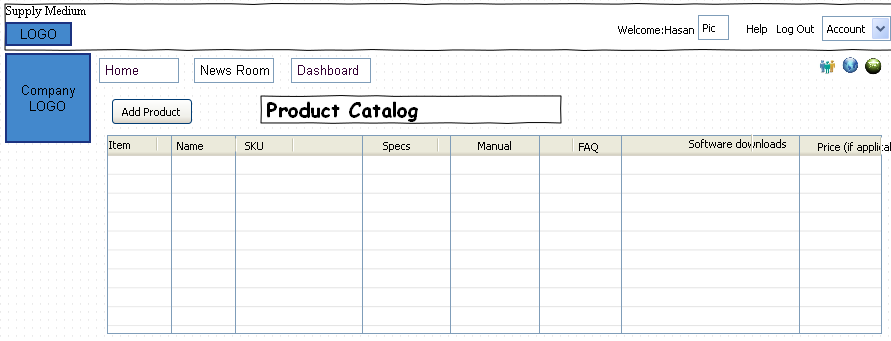 Supply Medium
LOGO
Welcome:Hasan Pic Help Log Out Account
Company
LOGO
Home News Room Dashboard
Add Product Product Catalog
Item Name SKU Specs Manual FAQ Software downloads Price (if applical